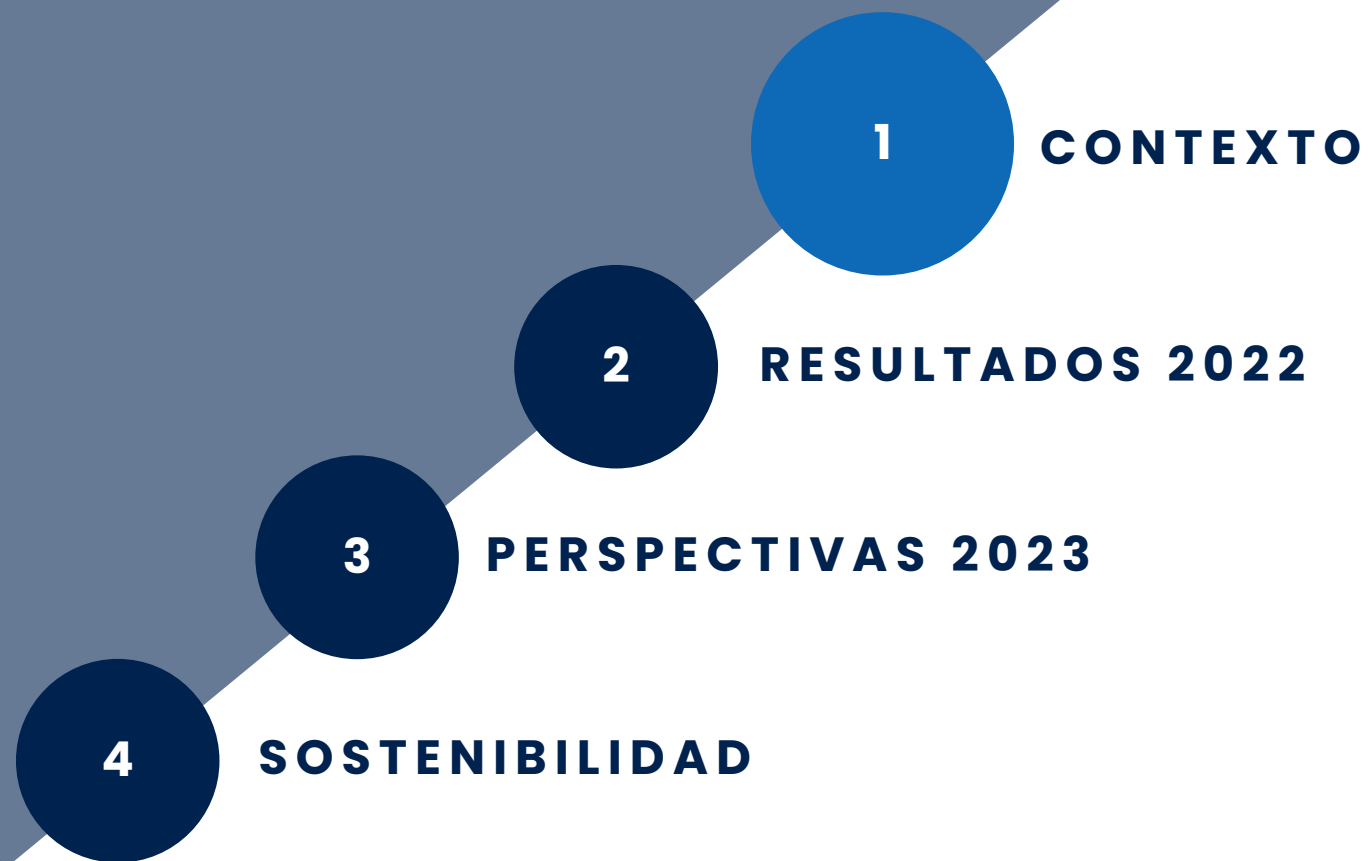 1 CONTEXTO
2 RESULTADOS 2022
3 PERSPECTIVAS 2023
4 SOSTENIBILIDAD